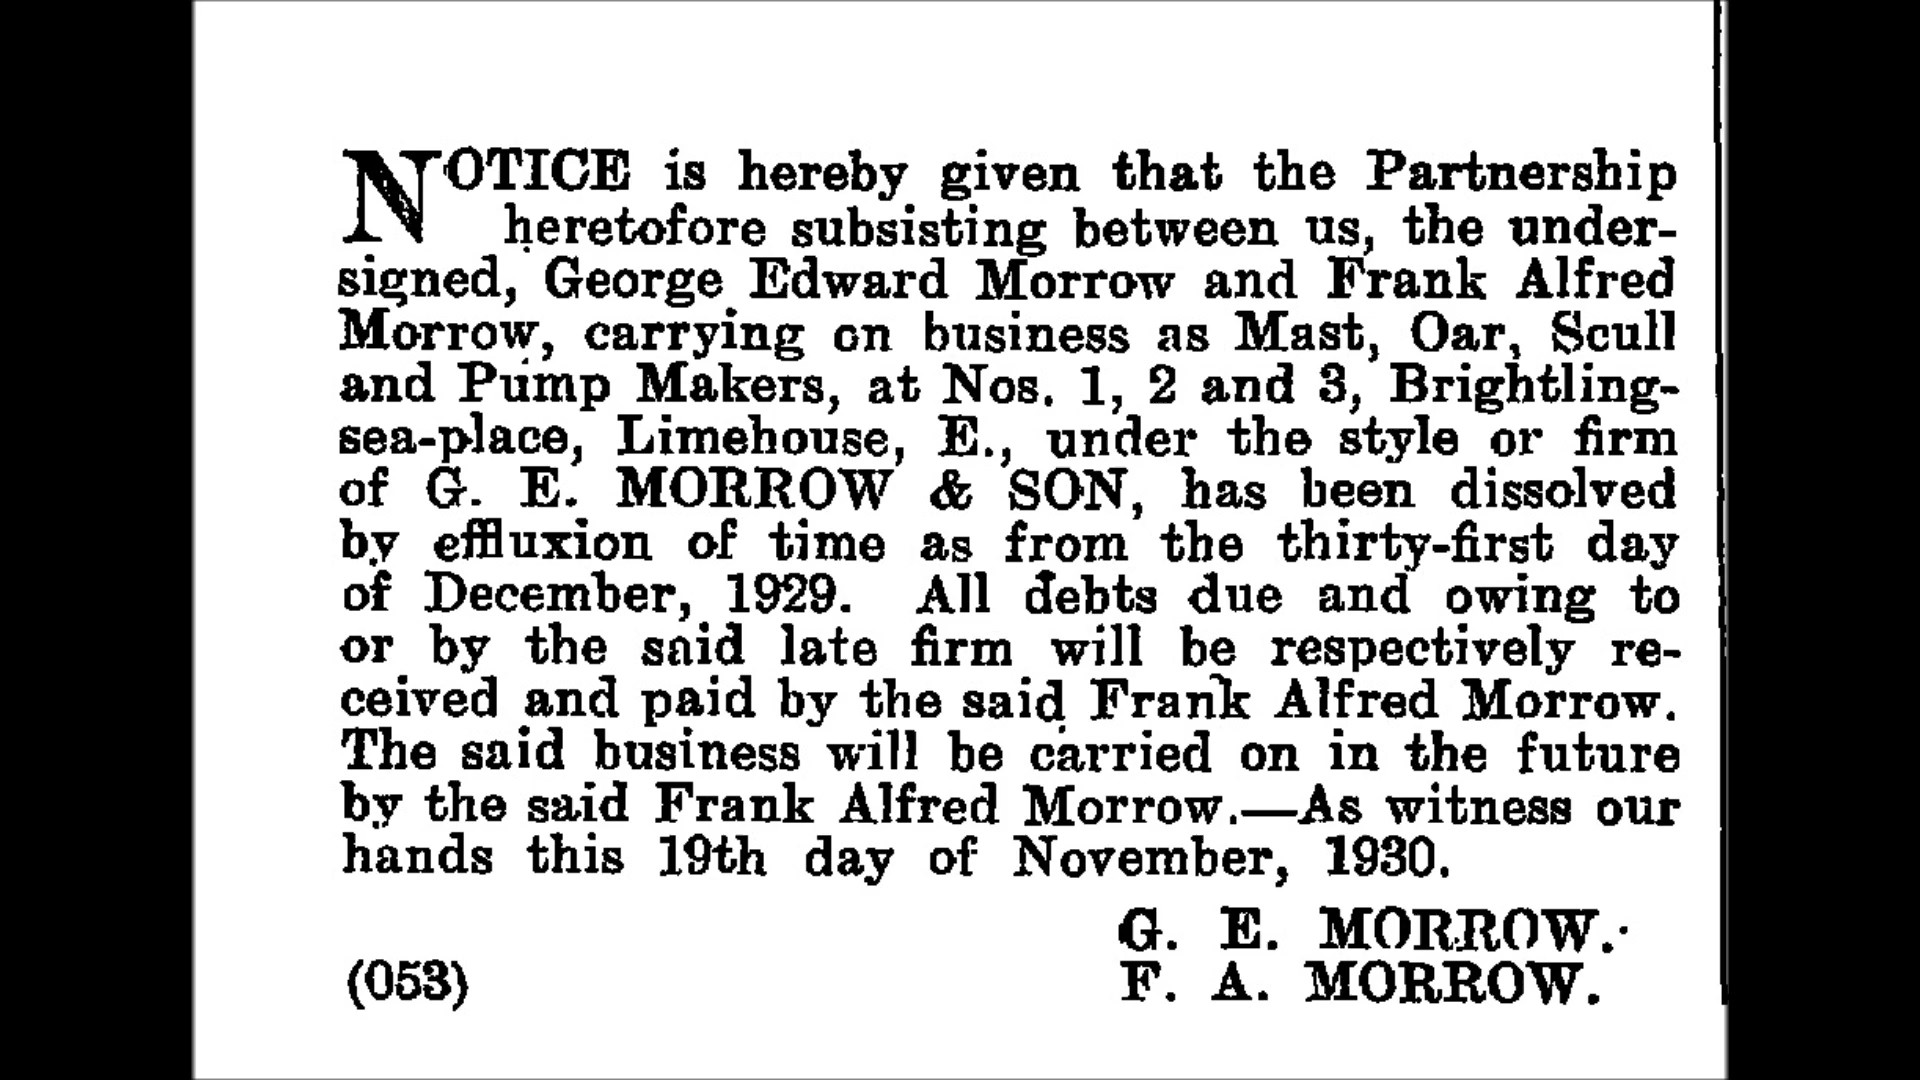 NOTICE is hereby given that the Partnership
heretofore subsisting between us, the under-
signed, George Edward Morrow and Frank Alfred
Morrow, carrying on business as Mast, Oar, Scull
and Pump Makers, at Nos. 1, 2 and 3, Brightling-
sea-place, Limehouse, E., under the style or firm
of G. E. MORROW & SON, has been dissolved
by effluxion of time as from the thirty-first day
of December, 1929. All debts due and owing to
or by the said late firm will be respectively re-
ceived and paid by the said Frank Alfred Morrow.
The said business will be carried on in the future
by the said Frank Alfred Morrow.—As witness our
hands this 19th day of November, 1930.
G. E. MORROW.
(053) F. A. MORROW.